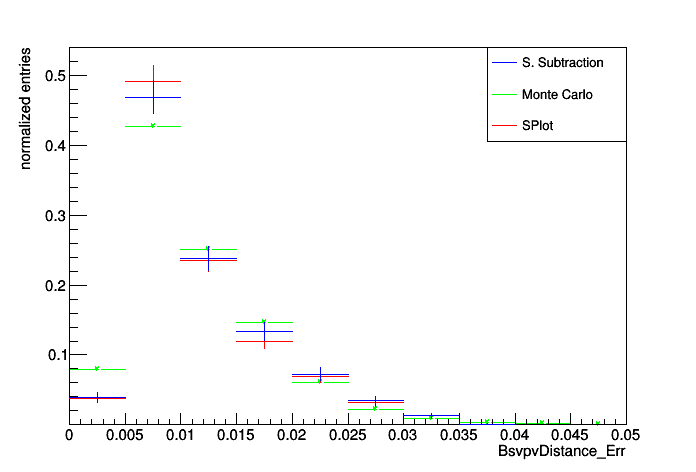 normalized entries
0.5
0.4
0.3
0.2
0.1
S. Subtraction
Monte Carlo
SPlot
0 0.005 0.01 0.015 0.02 0.025 0.03 0.035 0.04 0.045 0.05
BsvpvDistance_Err